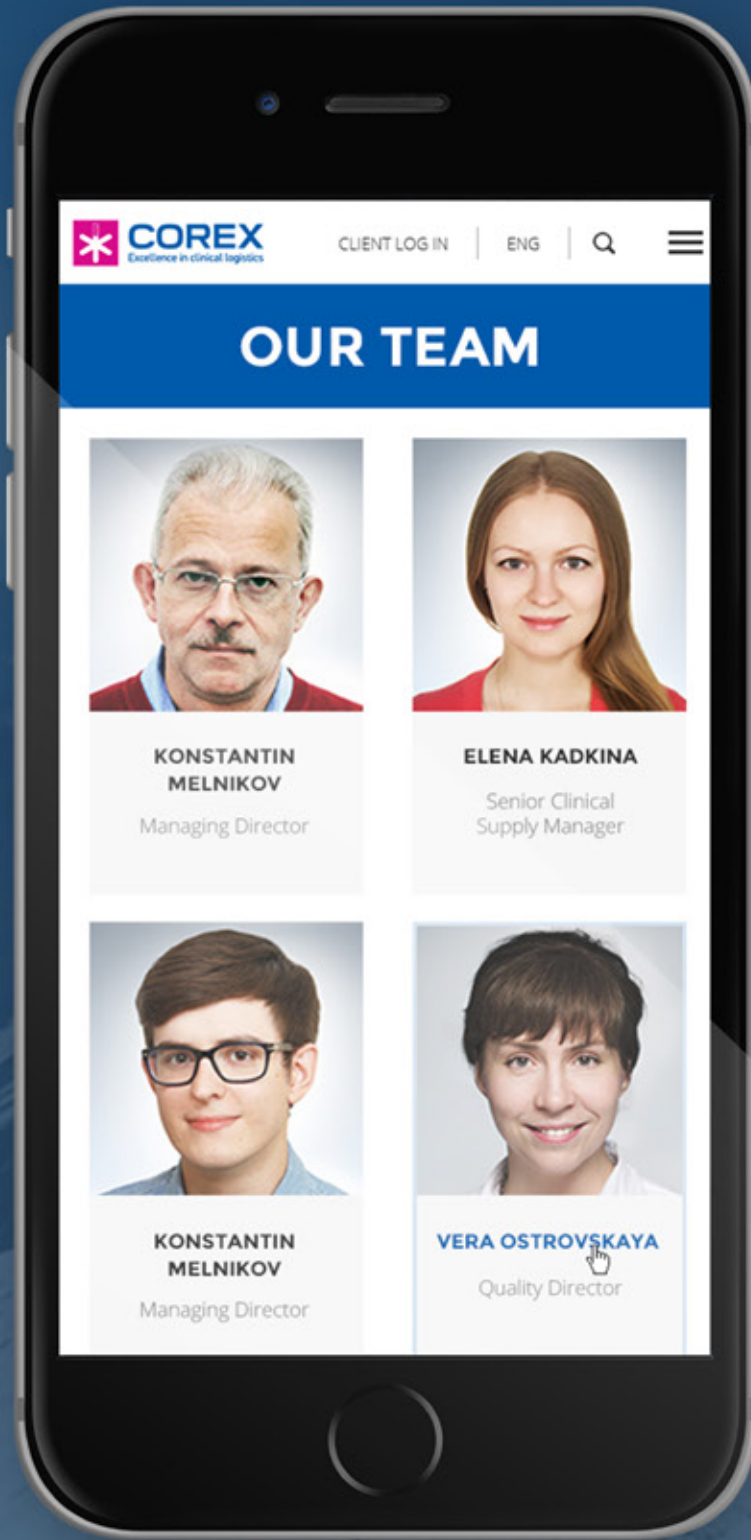 COREX
Excellence in clinical logistics
CLIENT LOG IN
ENG
OUR TEAM
KONSTANTIN
MELNIKOV
Managing Director
ELENA KADKINA
Senior Clinical
Supply Manager
KONSTANTIN
MELNIKOV
Managing Director
VERA OSTROVSKAYA
Quality Director